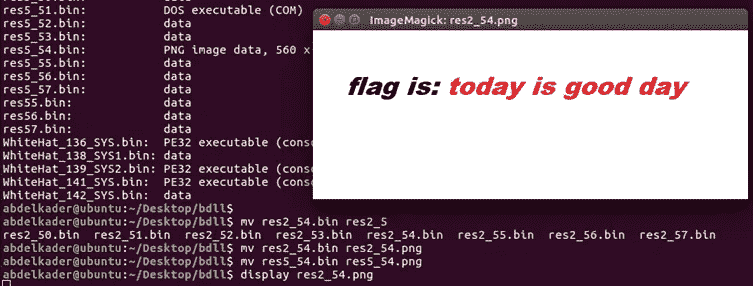 res5_51.bin: DOS executable (COM)
res5_52.bin: data
res5_53.bin: data
res5_54.bin: PNG image data, 560 x
res5_55.bin: data
res5_56.bin: data
res5_57.bin: data
res55.bin: data
res56.bin: data
res57.bin: data
WhiteHat_136_SYS.bin: PE32 executable (cons
WhiteHat_138_SYS1.bin: data
WhiteHat_139_SYS2.bin: PE32 executable (cons
WhiteHat_141_SYS.bin: PE32 executable (cons
WhiteHat_142_SYS.bin: data
abdelkader@ubuntu:~/Desktop/bdll$
abdelkader@ubuntu:~/Desktop/bdll$ mv res2_54.bin res2_5
res2_50.bin res2_51.bin res2_52.bin res2_53.bin res2_54.bin res2_55.bin res2_56.bin res2_57.bin
abdelkader@ubuntu:~/Desktop/bdll$ mv res2_54.bin res2_54.png
abdelkader@ubuntu:~/Desktop/bdll$ mv res5_54.bin res5_54.png
abdelkader@ubuntu:~/Desktop/bdll$ display res2_54.png
ImageMagick: res2_54.png
flag is: today is good day